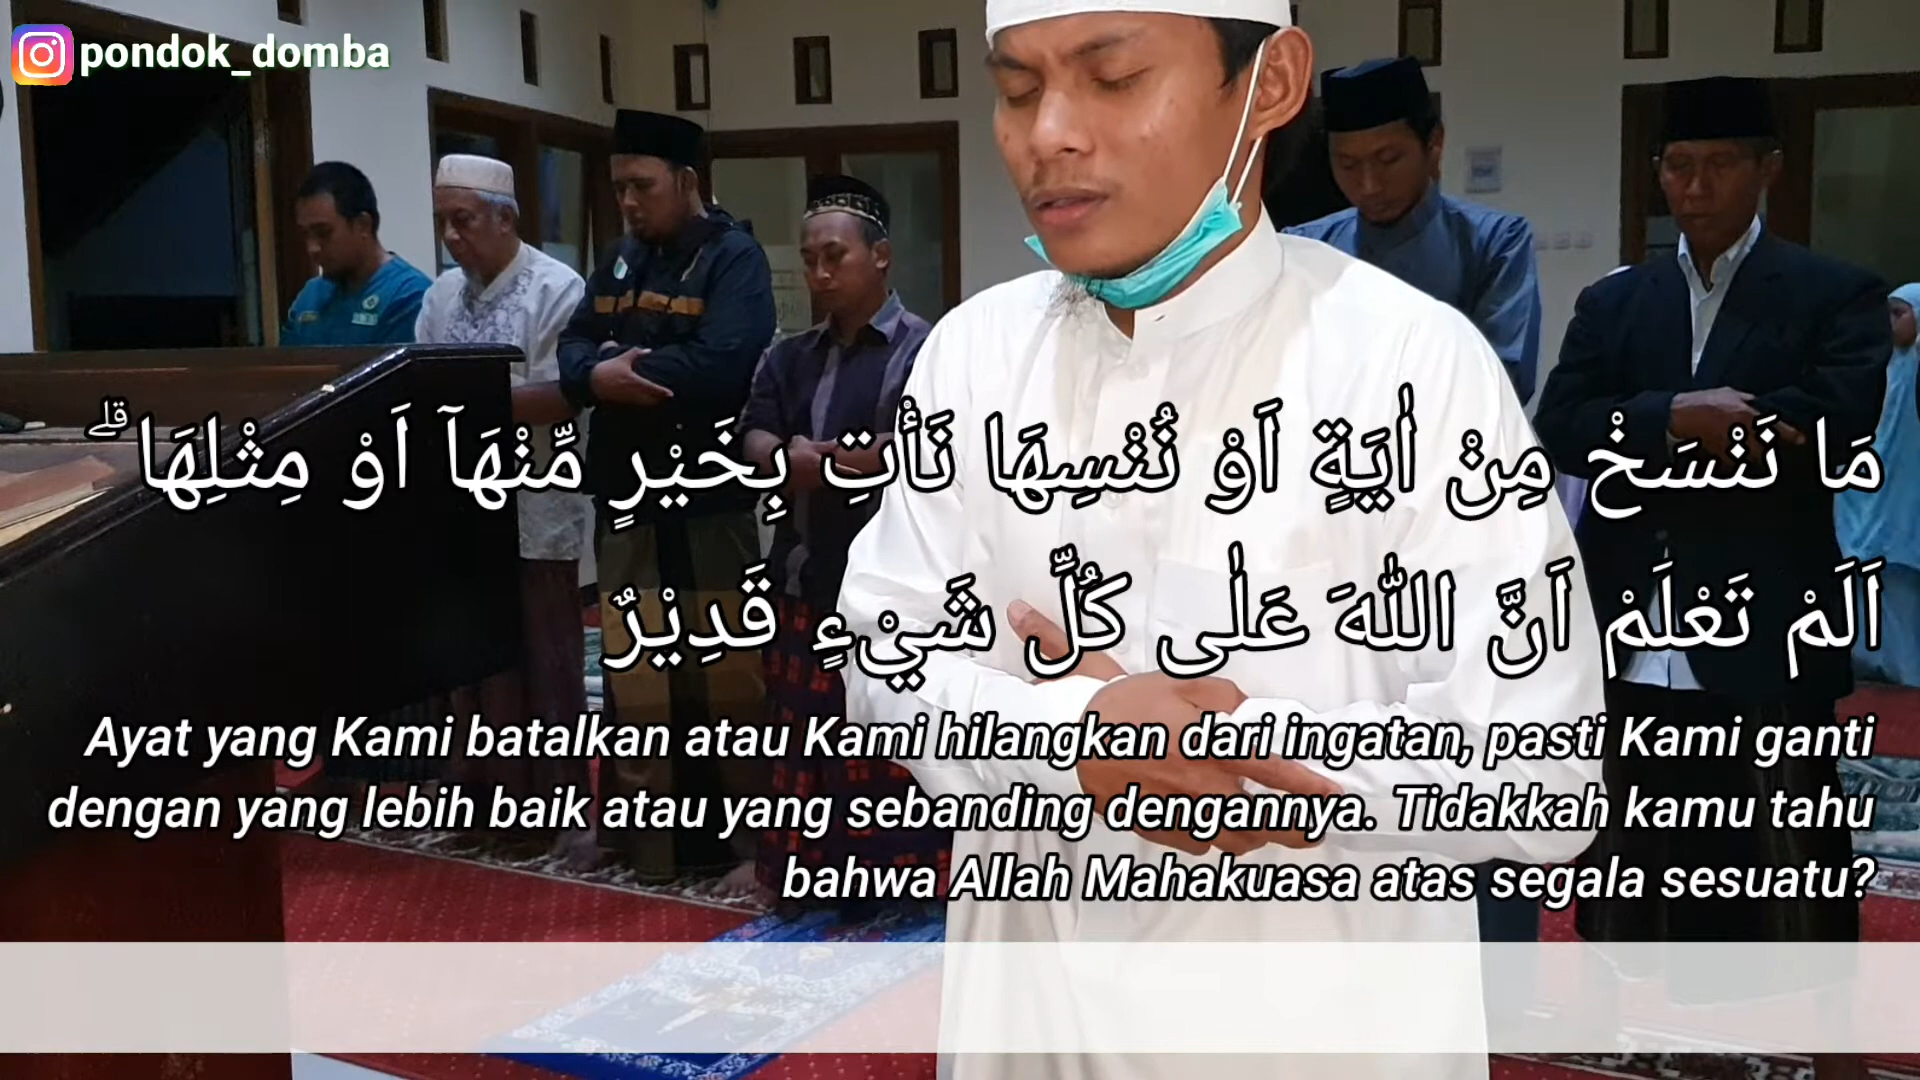 pondok_domba
مَا نَنْسَخْ مِنْ اٰيَةٍ اَوْ نُنْسِهَا نَأْتِ بِخَيْرٍ مِّنْهَآ اَوْ مِثْلِهَا ۗ
اَلَمْ تَعْلَمْ اَنَّ اللّٰهَ عَلٰى كُلِّ شَيْءٍ قَدِيْرٌ
Ayat yang Kami batalkan atau Kami hilangkan dari ingatan, pasti Kami ganti
dengan yang lebih baik atau yang sebanding dengannya. Tidakkah kamu tahu
bahwa Allah Mahakuasa atas segala sesuatu?